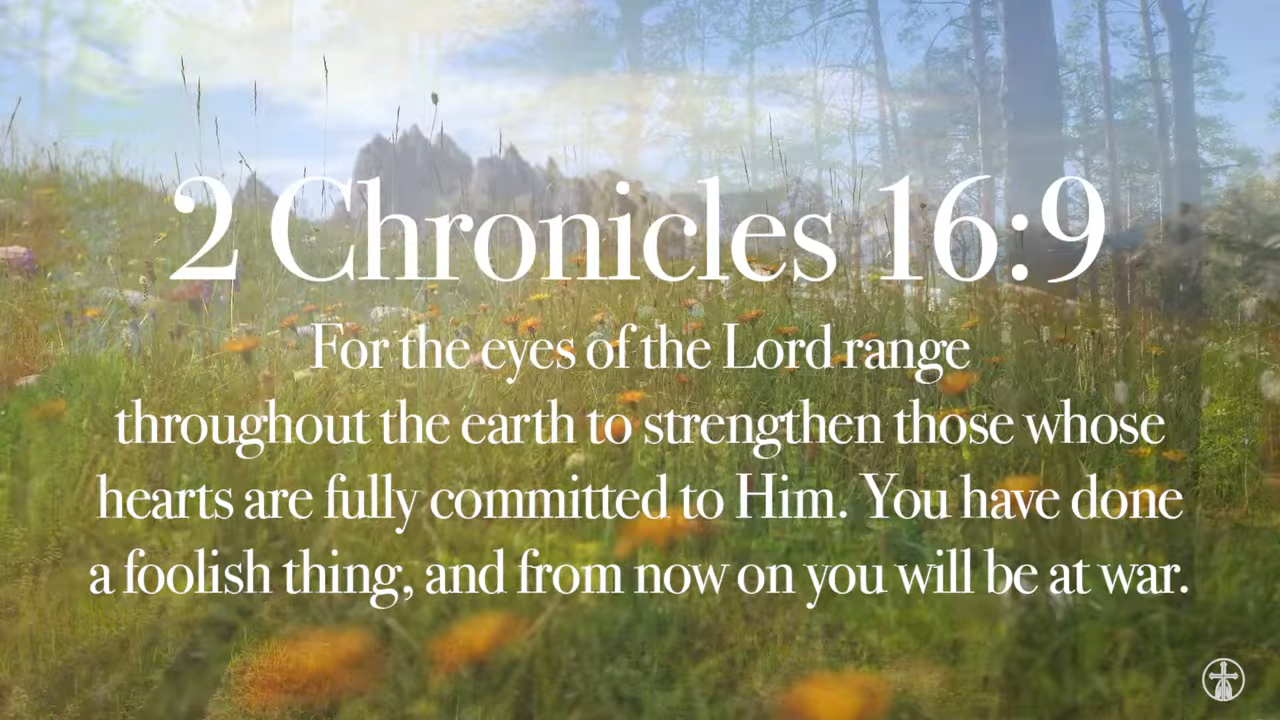 2 Chronicles 16:9
For the eyes of the Lord range
throughout the earth to strengthen those whose
hearts are fully committed to Him. You have done
a foolish thing, and from now on you will be at war.